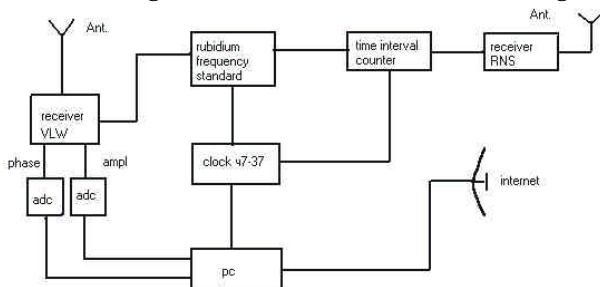 Ant.
Ant.
rubidium
frequency
standard
time interval
counter
receiver
RNS
receiver
VLW
phase
ampl
clock ч7-37
adc
adc
internet
pc